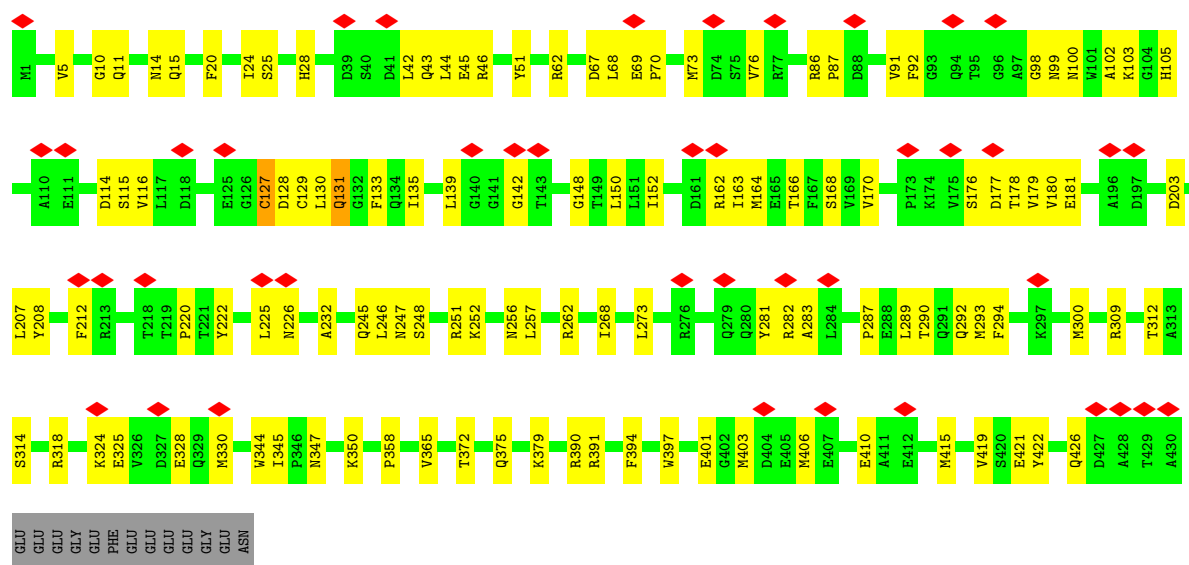 M1 V5 G10 Q11 N14 Q15 F20 I24 S25 H28 D39 S40 D41 L42 Q43 L44 E45 R46 Y51 R62 D67 L68 E69 P70 M73 D74 S75 V76 R77 R86 P87 D88 V91 F92 G93 Q94 T95 G96 A97 G98 N99 N100 W101 A102 K103 G104 H105
A110 E111 D114 S115 V116 L117 D118 E125 G126 C127 D128 C129 L130 Q131 G132 F133 Q134 I135 L139 G140 G141 G142 T143 G148 T149 L150 L151 I152 D161 R162 I163 M164 E165 T166 F167 S168 V169 V170 P173 K174 V175 S176 D177 T178 V179 V180 E181 A196 D197 D203
L207 Y208 F212 R213 T218 T219 P220 T221 Y222 L225 N226 A232 Q245 L246 N247 S248 R251 K252 N256 L257 R262 I268 L273 R276 Q279 Q280 Y281 R282 A283 L284 P287 E288 L289 T290 Q291 Q292 M293 F294 K297 M300 R309 T312 A313
S314 R318 K324 E325 V326 D327 E328 Q329 M330 W344 I345 P346 N347 K350 P358 V365 T372 Q375 K379 R390 R391 F394 W397 E401 G402 M403 D404 E405 M406 E407 E410 A411 E412 M415 V419 S420 E421 Y422 Q426 D427 A428 T429 A430
GLU GLU GLU GLY GLU PHE GLU GLU GLU GLU GLY GLU ASN